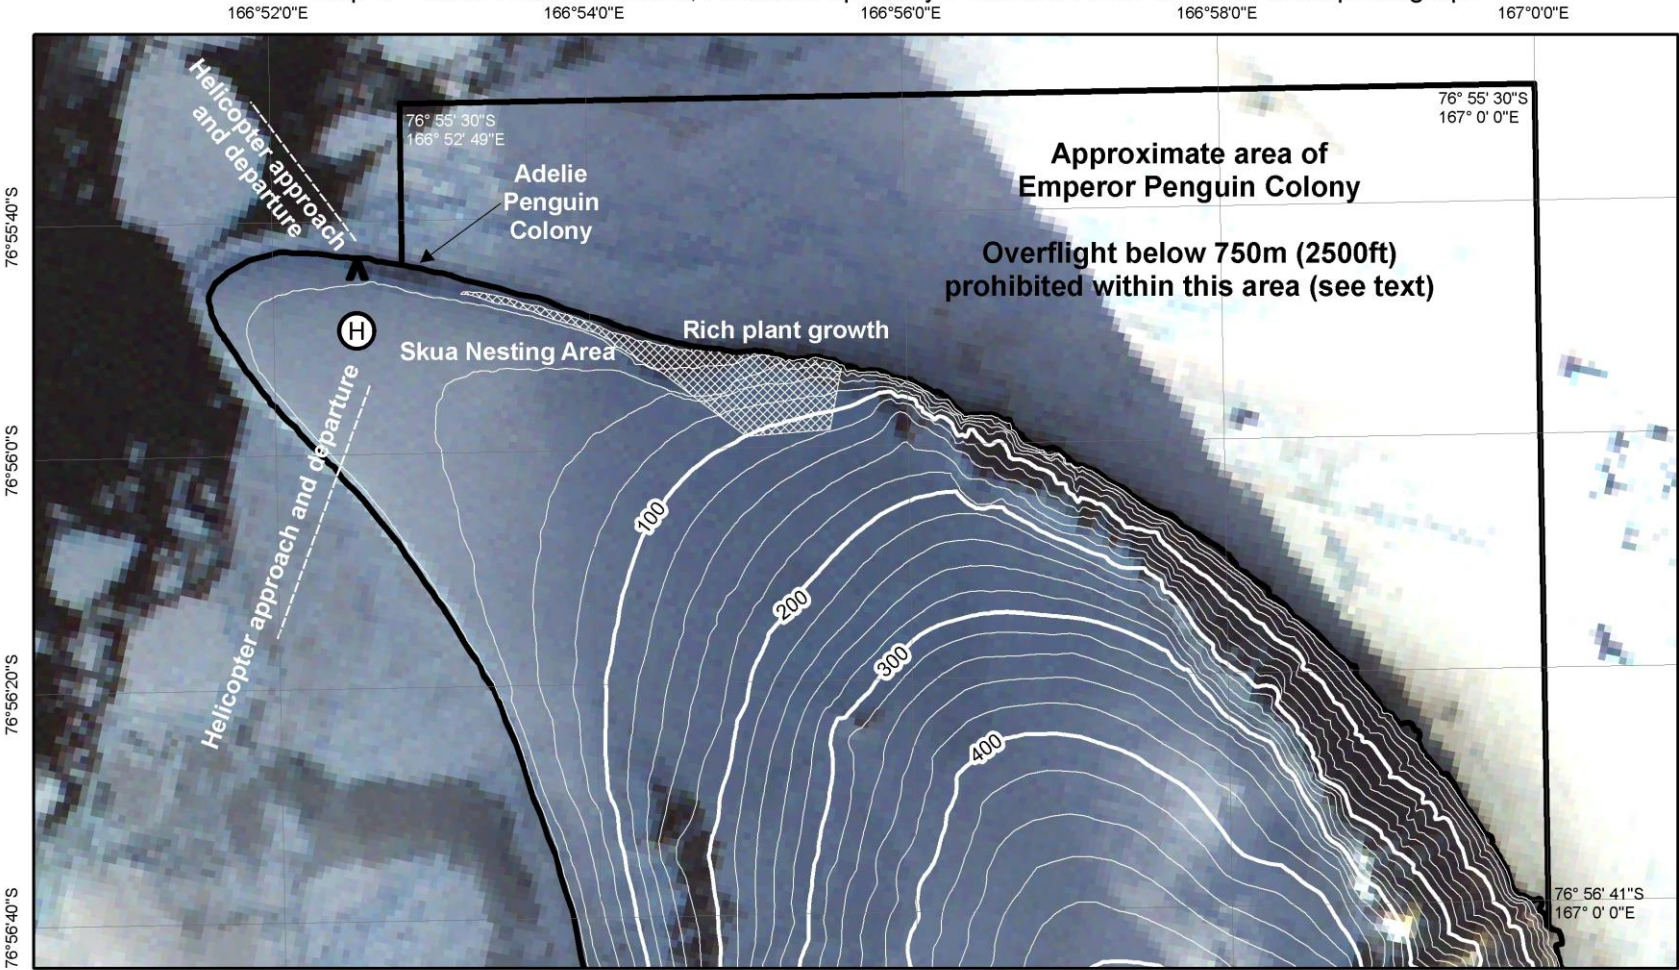 166°52'0"E
166°54'0"E
166°56'0"E
166°58'0"E
167°0'0"E
76°55'40"S
76°56'0"S
76°56'20"S
76°56'40"S
Helicopter approach
and departure
76° 55' 30"S
166° 52' 49"E
76° 55' 30"S
167° 0' 0"E
Adelie
Penguin
Colony
Approximate area of
Emperor Penguin Colony
Overflight below 750m (2500ft)
prohibited within this area (see text)
H
Skua Nesting Area
Rich plant growth
Helicopter approach and departure
100
200
300
400
76° 56' 41"S
167° 0' 0"E